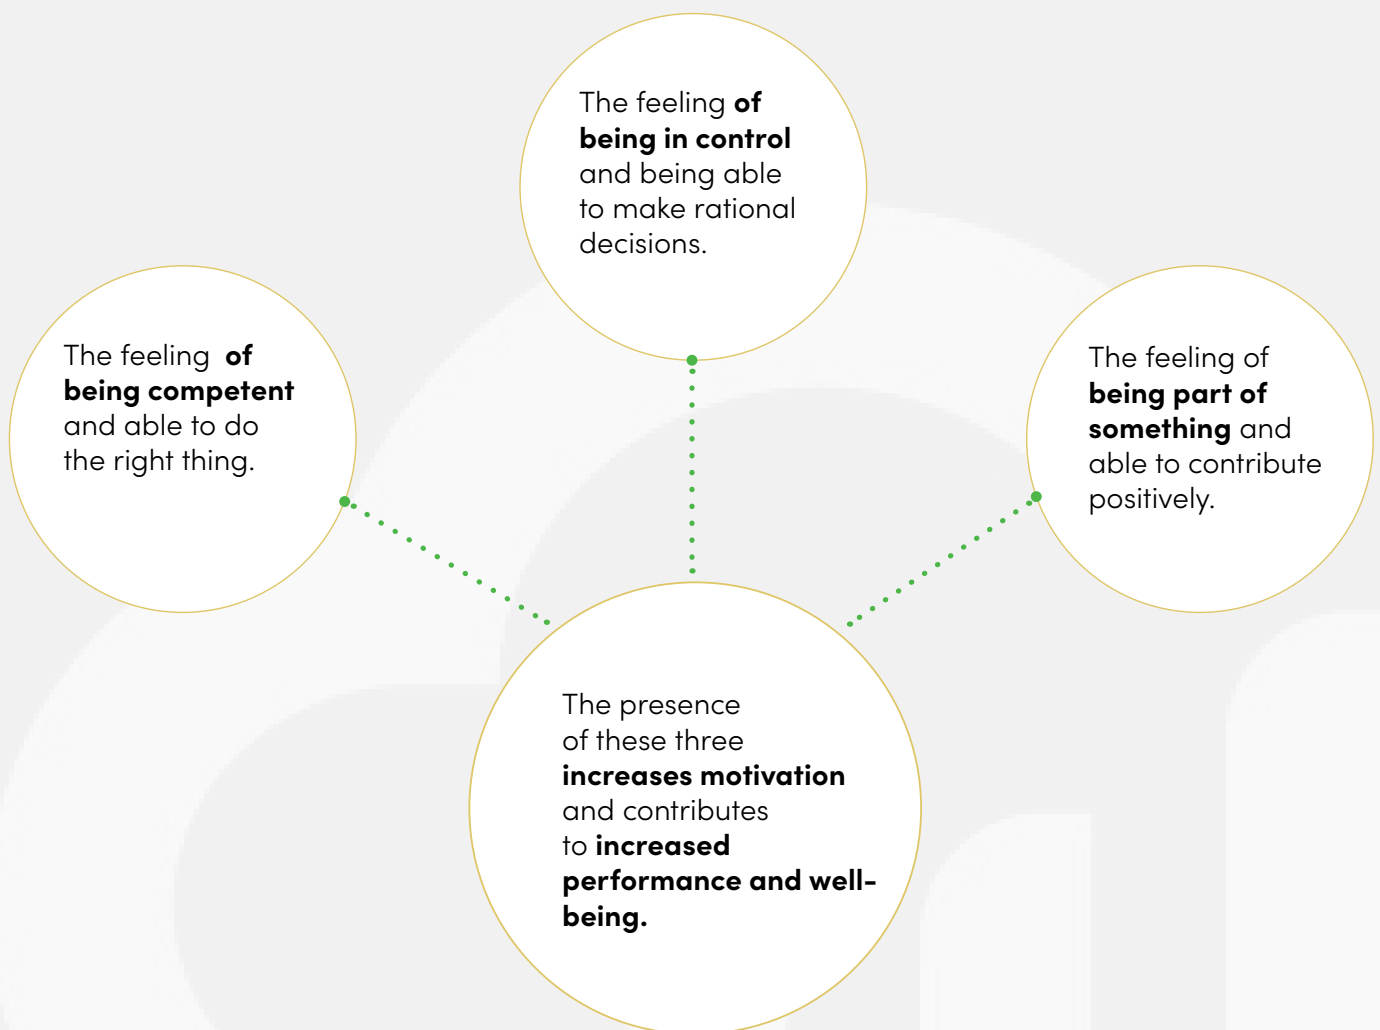 The feeling of
being in control
and being able
to make rational
decisions.
The feeling of
being competent
and able to do
the right thing.
The feeling of
being part of
something and
able to contribute
positively.
The presence
of these three
increases motivation
and contributes
to increased
performance and well-
being.